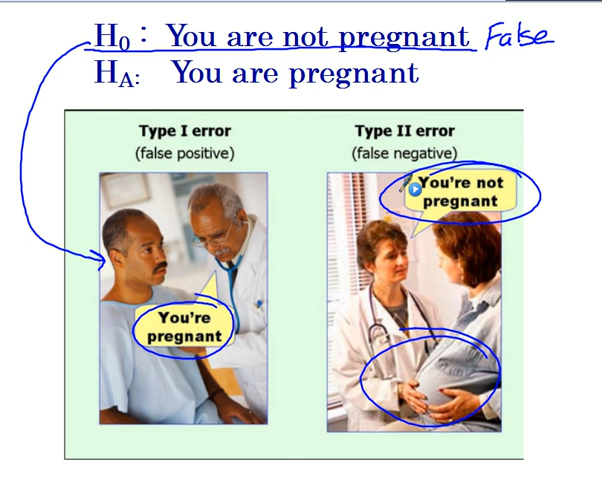 H₀ : You are not pregnant False
Hᴀ: You are pregnant
Type I error
(false positive)
Type II error
(false negative)
You're not
pregnant
You're
pregnant